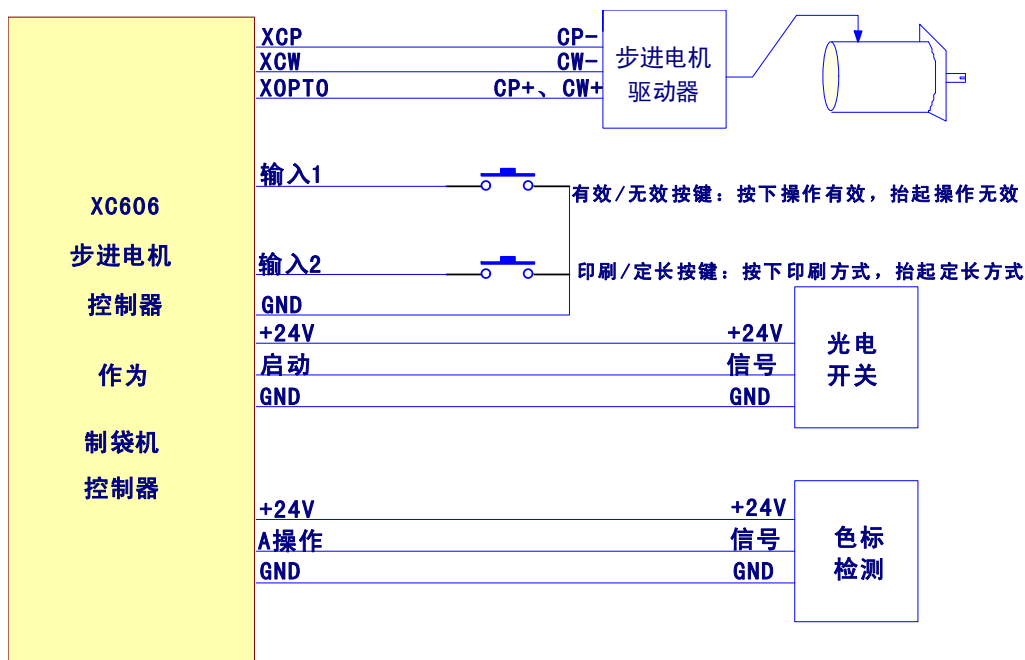 XC606
步进电机
控制器
作为
制袋机
控制器
XCP CP-
XCW CW-
XOPTO CP+、CW+
步进电机
驱动器
输入1
有效/无效按键：按下操作有效，抬起操作无效
输入2
印刷/定长按键：按下印刷方式，抬起定长方式
GND
+24V +24V
启动 信号
GND GND
光电
开关
+24V +24V
A操作 信号
GND GND
色标
检测